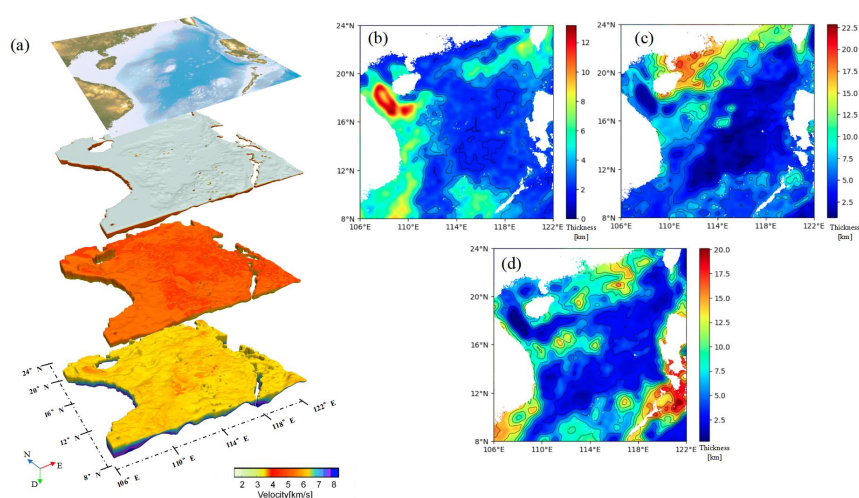 (a)
24° N
20° N
16° N
12° N
8° N
106° E
110° E
114° E
118° E
122° E
N
E
D
2 3 4 5 6 7 8
Velocity[km/s]
(b)
24°N
20°N
16°N
12°N
8°N
106°E 110°E 114°E 118°E 122°E
12
10
8
6
4
2
0
Thickness
[km]
(c)
24°N
20°N
16°N
12°N
8°N
106°E 110°E 114°E 118°E 122°E
22.5
20.0
17.5
15.0
12.5
10.0
7.5
5.0
2.5
Thickness
[km]
(d)
24°N
20°N
16°N
12°N
8°N
106°E 110°E 114°E 118°E 122°E
20.0
17.5
15.0
12.5
10.0
7.5
5.0
2.5
Thickness
[km]